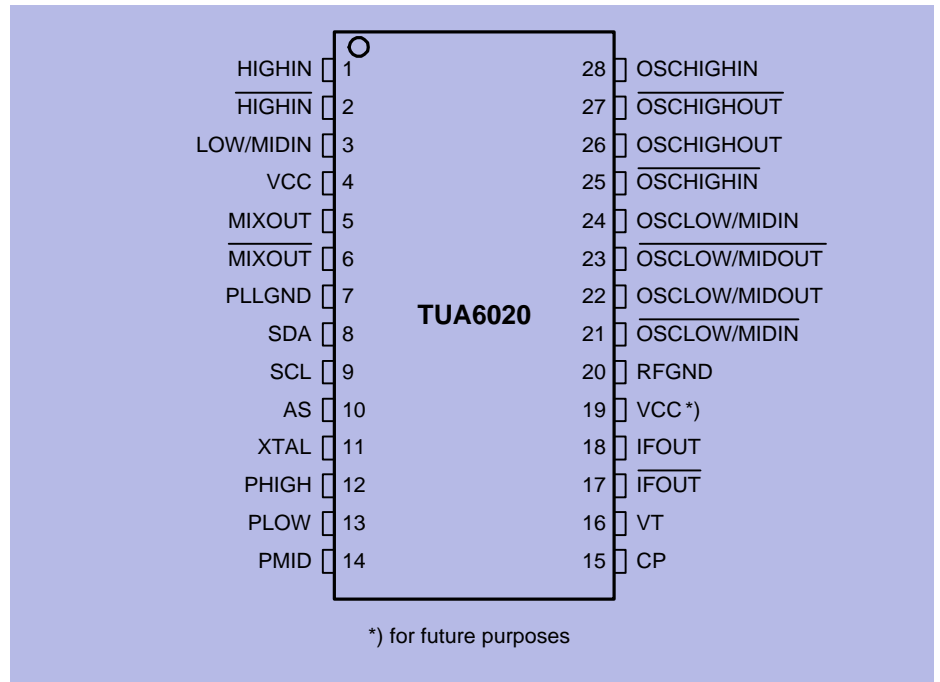 HIGHIN 1 28 OSCHIGHIN
HIGHIN 2 27 OSCHIGHOUT
LOW/MIDIN 3 26 OSCHIGHOUT
VCC 4 25 OSCHIGHIN
MIXOUT 5 24 OSCLOW/MIDIN
MIXOUT 6 23 OSCLOW/MIDOUT
PLLGND 7 22 OSCLOW/MIDOUT
TUA6020
SDA 8 21 OSCLOW/MIDIN
SCL 9 20 RFGND
AS 10 19 VCC *)
XTAL 11 18 IFOUT
PHIGH 12 17 IFOUT
PLOW 13 16 VT
PMID 14 15 CP
*) for future purposes